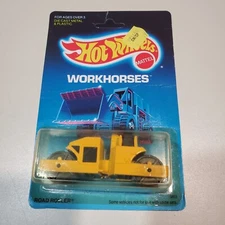 FOR AGES OVER 3
DIE CAST METAL
& PLASTIC
Hot Wheels
MATTEL
WORKHORSES
ROAD ROLLER